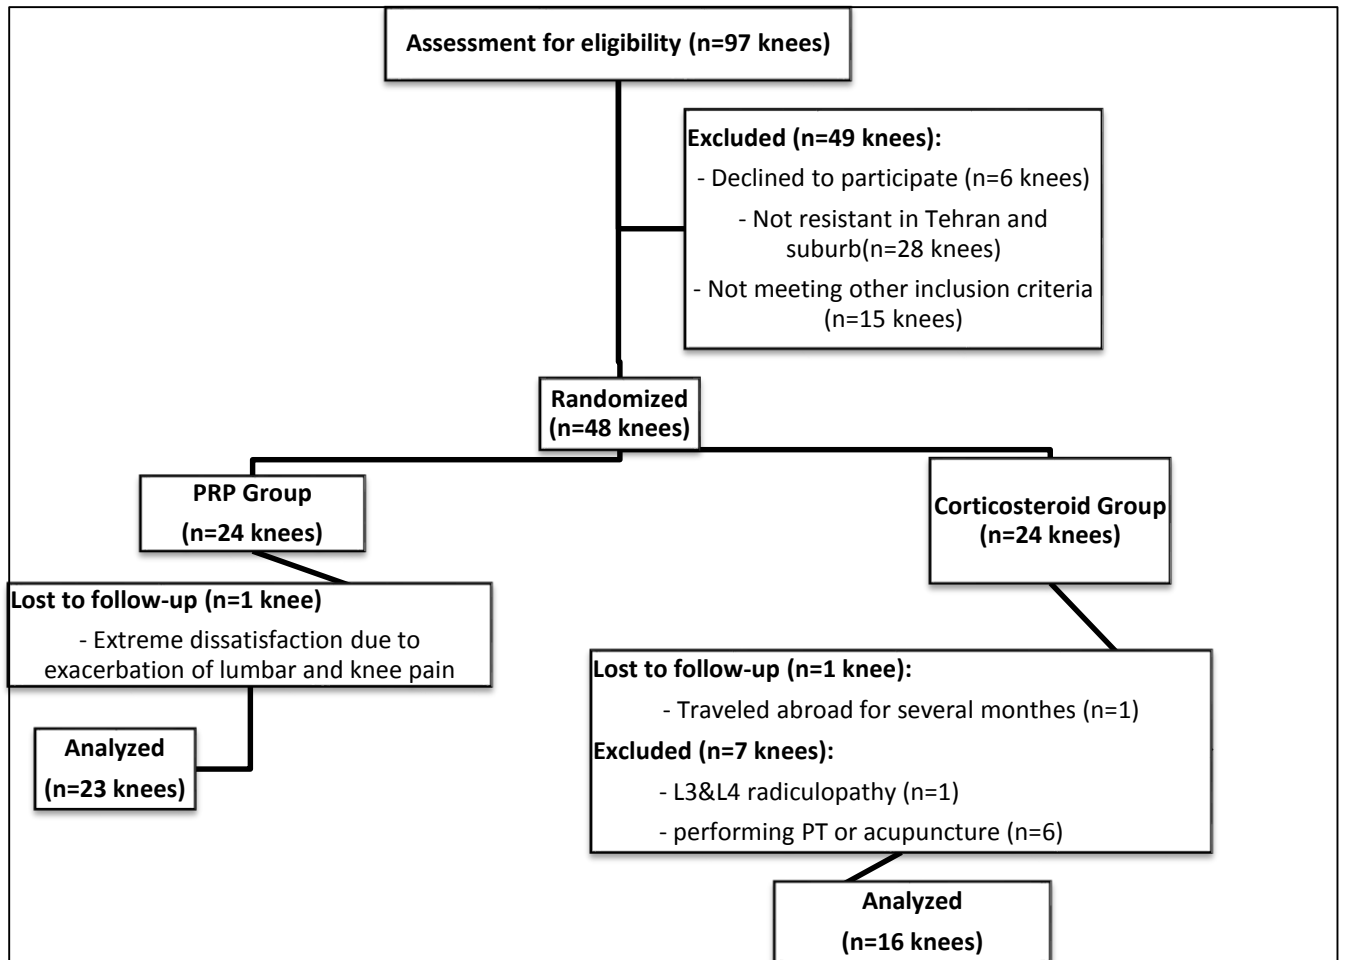 Assessment for eligibility (n=97 knees)
Excluded (n=49 knees):
- Declined to participate (n=6 knees)
- Not resistant in Tehran and
suburb(n=28 knees)
- Not meeting other inclusion criteria
(n=15 knees)
Randomized
(n=48 knees)
PRP Group
(n=24 knees)
Corticosteroid Group
(n=24 knees)
Lost to follow-up (n=1 knee)
- Extreme dissatisfaction due to
exacerbation of lumbar and knee pain
Analyzed
(n=23 knees)
Lost to follow-up (n=1 knee):
- Traveled abroad for several monthes (n=1)
Excluded (n=7 knees):
- L3&L4 radiculopathy (n=1)
- performing PT or acupuncture (n=6)
Analyzed
(n=16 knees)